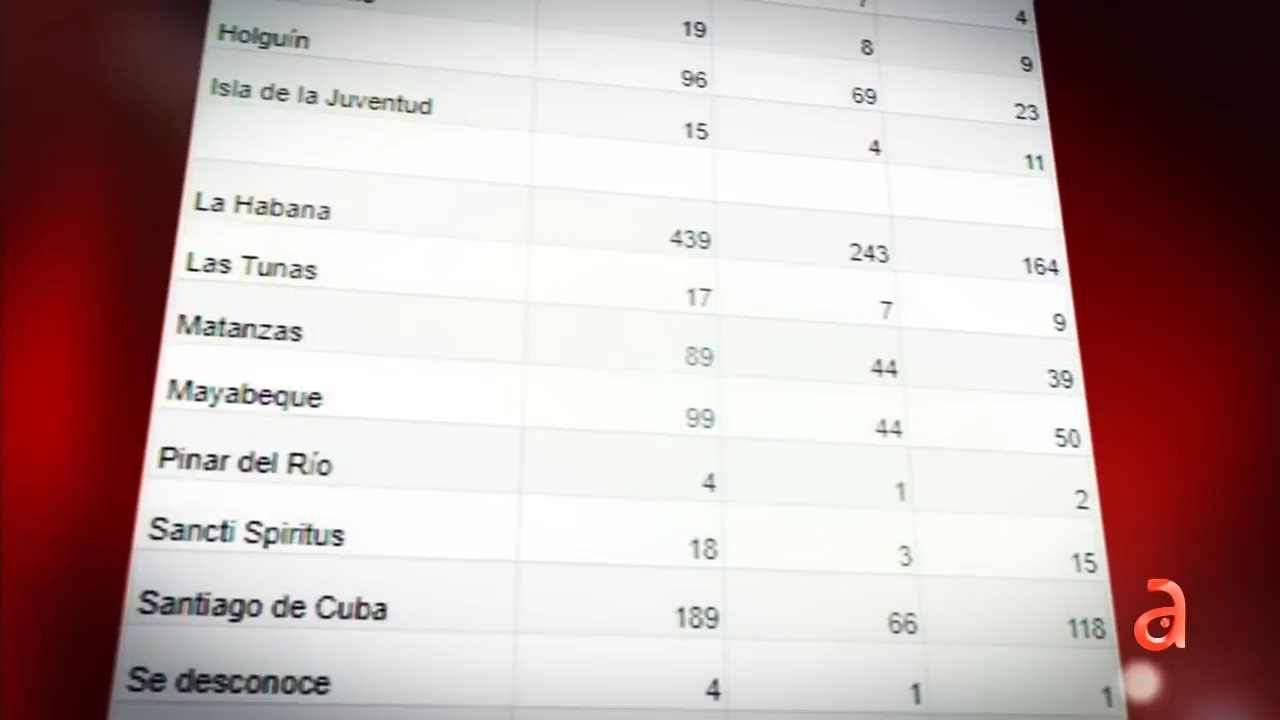 4
19 8 9
Holguín 96 69 23
Isla de la Juventud 15 4 11
La Habana 439 243 164
Las Tunas 17 7 9
Matanzas 89 44 39
Mayabeque 99 44 50
Pinar del Río 4 1 2
Sancti Spiritus 18 3 15
Santiago de Cuba 189 66 118
Se desconoce 4 1 1
a